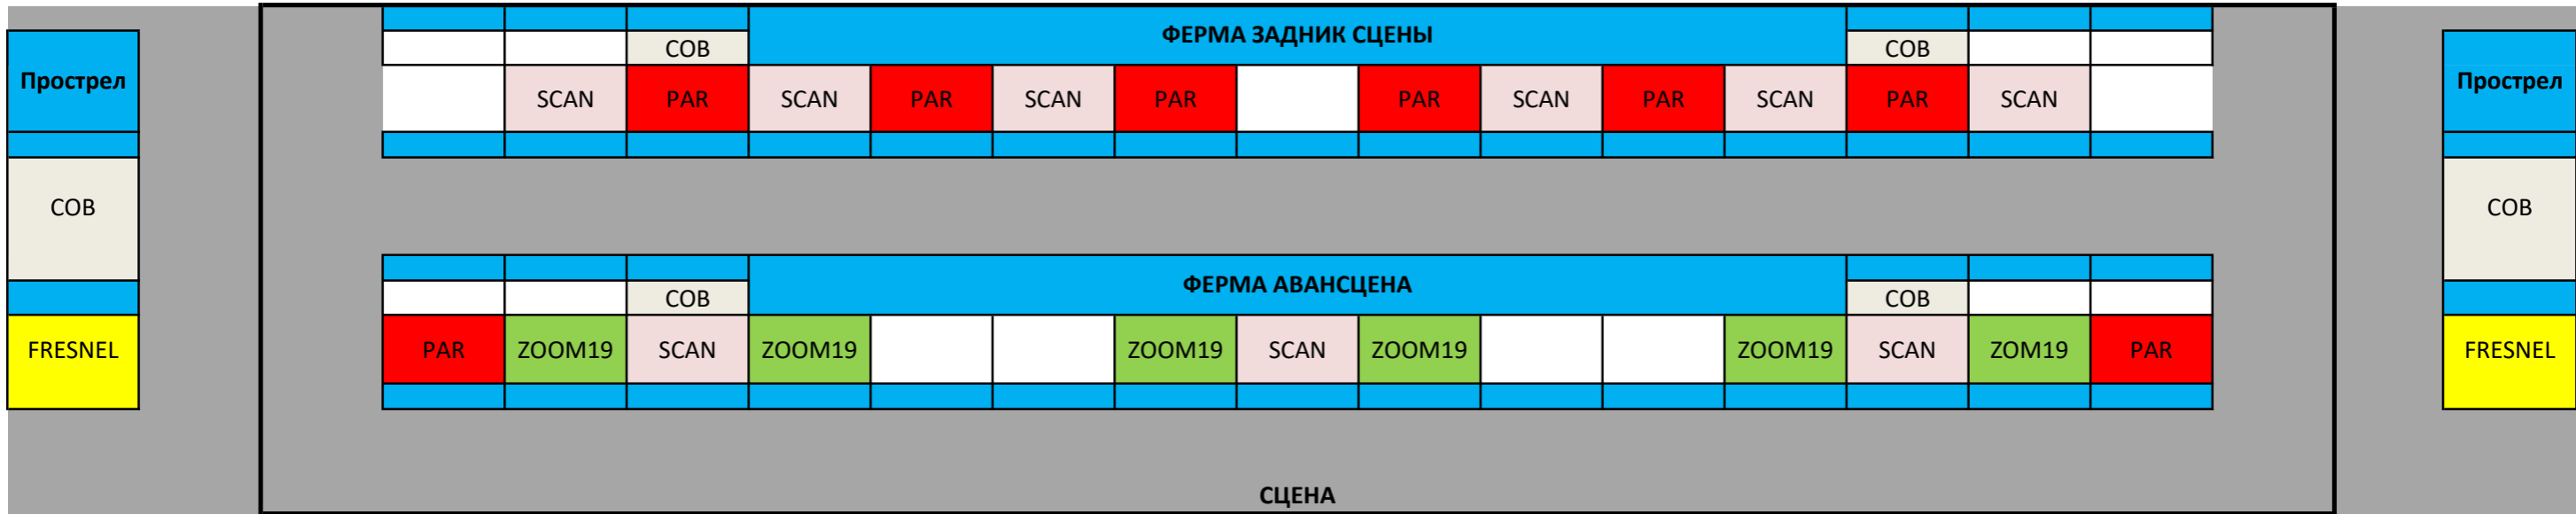 ФЕРМА ЗАДНИК СЦЕНЫ
COB COB
Прострел Прострел
SCAN PAR SCAN PAR SCAN PAR PAR SCAN PAR SCAN PAR SCAN
COB COB
ФЕРМА АВАНСЦЕНА
COB COB
FRESNEL PAR ZOOM19 SCAN ZOOM19 ZOOM19 SCAN ZOOM19 ZOOM19 SCAN ZOM19 PAR FRESNEL
СЦЕНА